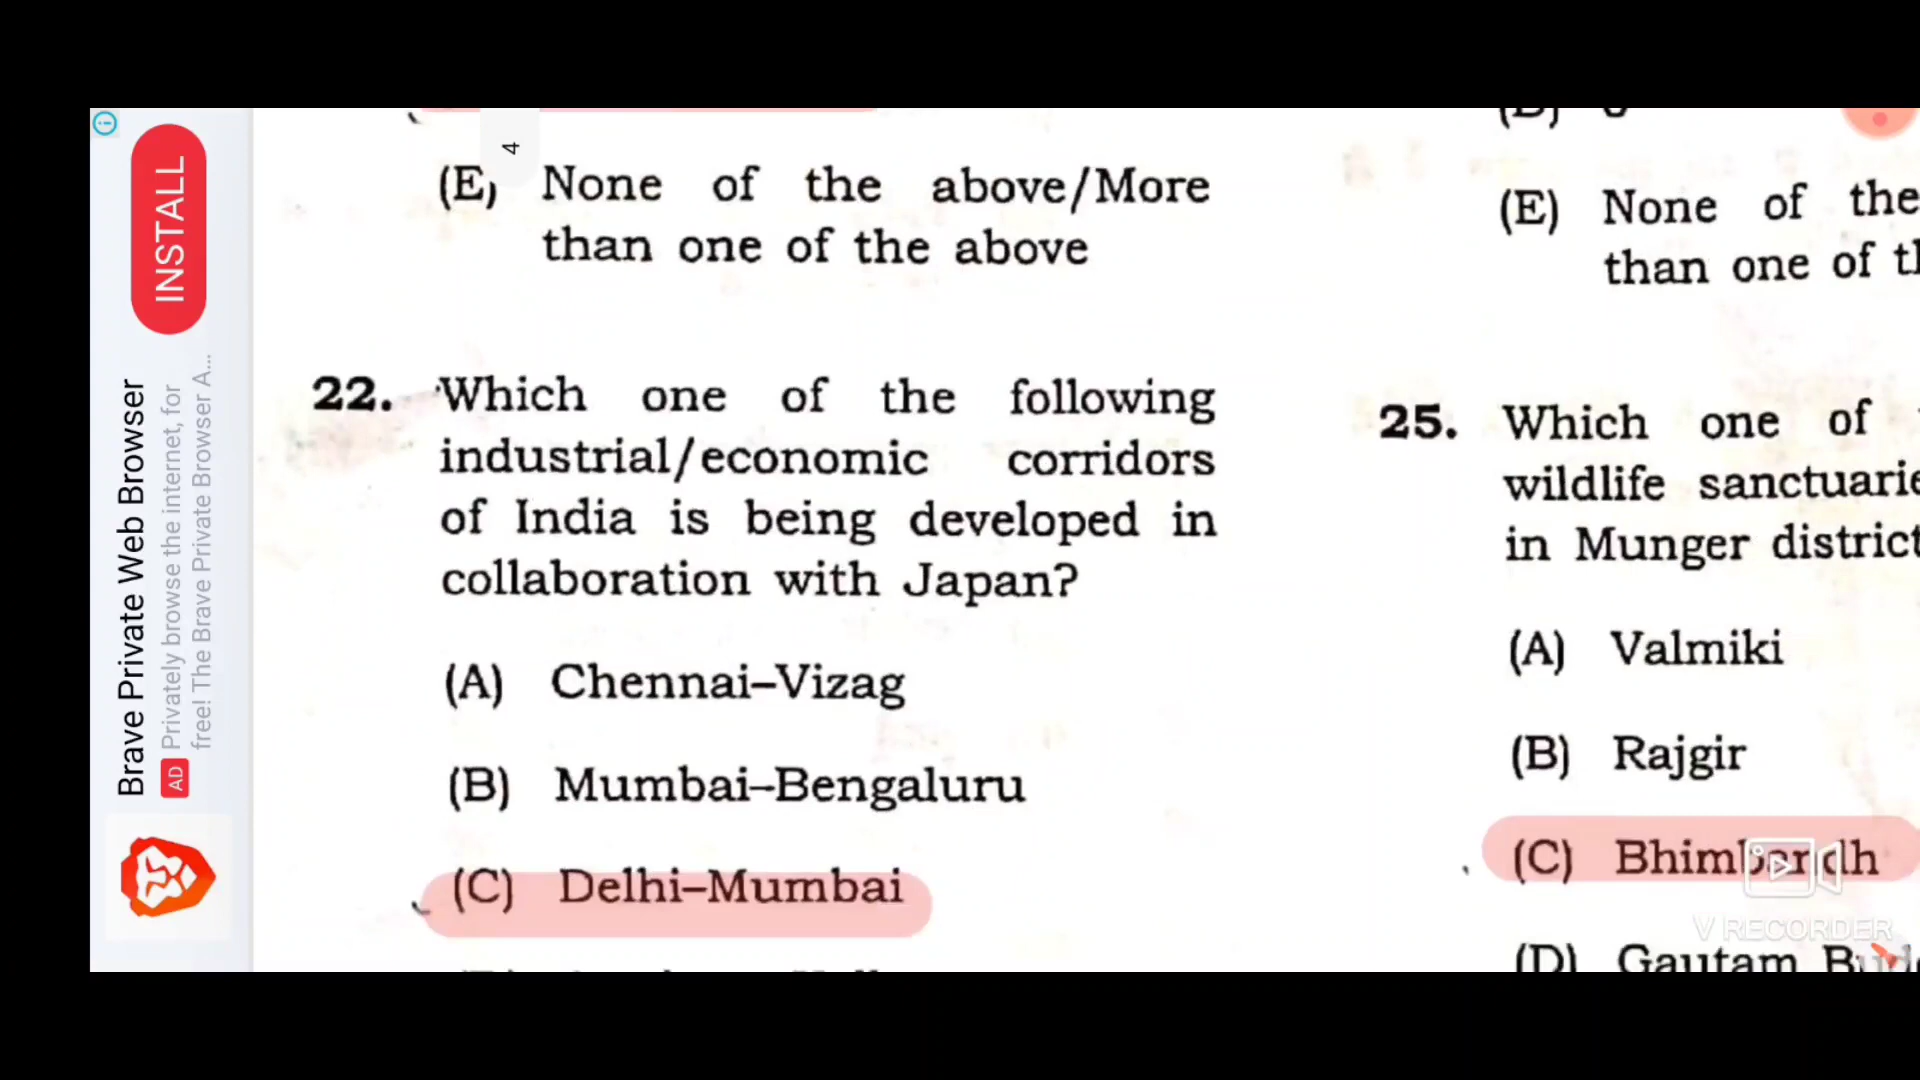 INSTALL
Brave Private Web Browser
AD Privately browse the internet, for
free! The Brave Private Browser A...
4
(E) None of the above/More
than one of the above
22. Which one of the following
industrial/economic corridors
of India is being developed in
collaboration with Japan?
(A) Chennai–Vizag
(B) Mumbai–Bengaluru
(C) Delhi–Mumbai
(E) None of the
than one of
25. Which one of
wildlife
in Munger district
(A) Valmiki
(B) Rajgir
(C) Bhimbandh
(D) Gautam
V RECORDER